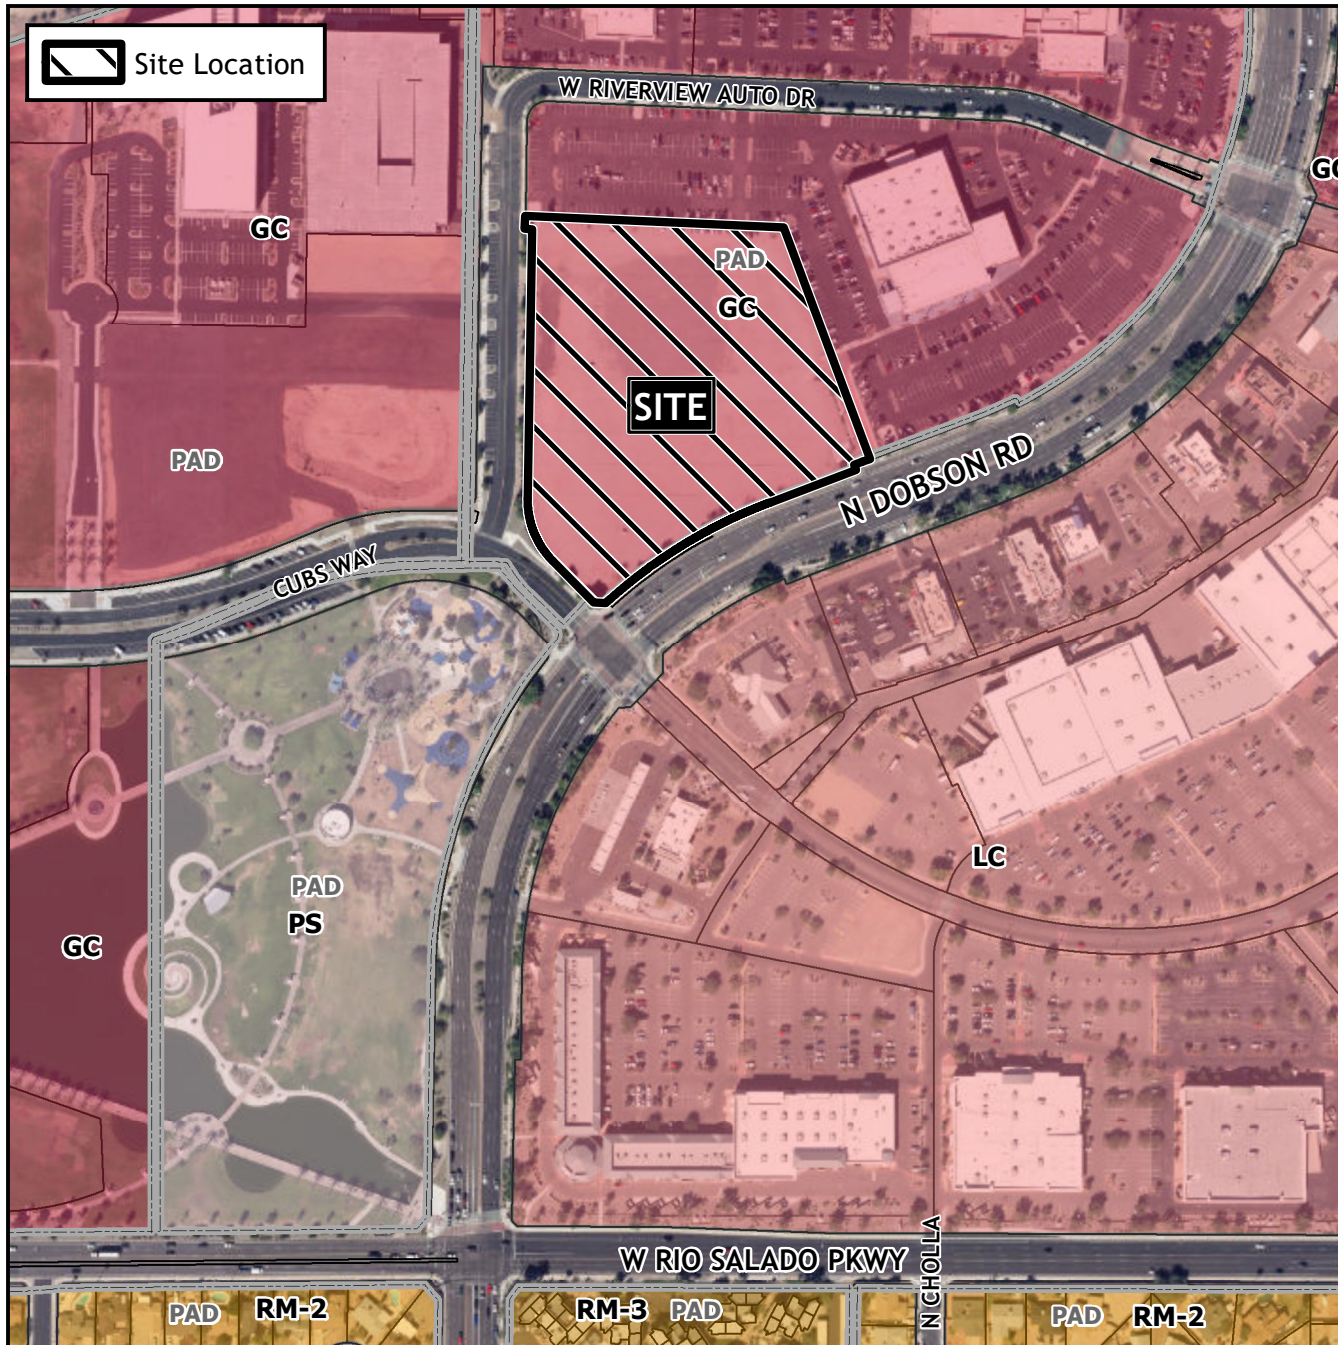 Site Location
W RIVERVIEW AUTO DR
GC
GC
PAD
GC
SITE
PAD
N DOBSON RD
CUBS WAY
LC
PAD
PS
GC
N CHOLLA
W RIO SALADO PKWY
PAD RM-2
RM-3 PAD
PAD RM-2